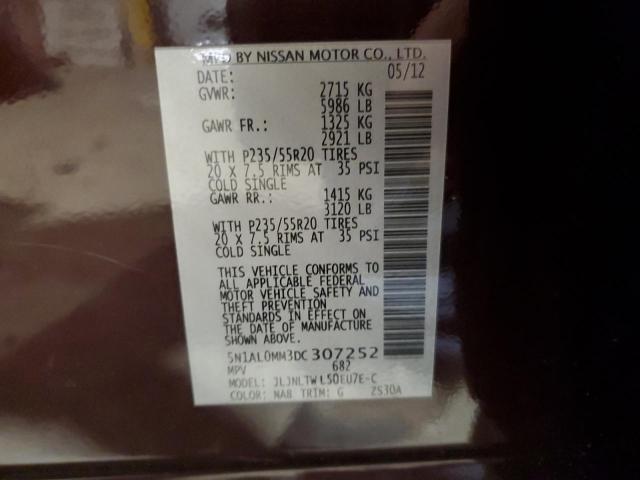 MFD BY NISSAN MOTOR CO., LTD.
DATE: 05/12
GVWR: 2715 KG
5986 LB
GAWR FR.: 1325 KG
2921 LB
WITH P235/55R20 TIRES
20 X 7.5 RIMS AT 35 PSI
COLD SINGLE
GAWR RR.: 1415 KG
3120 LB
WITH P235/55R20 TIRES
20 X 7.5 RIMS AT 35 PSI
COLD SINGLE
THIS VEHICLE CONFORMS TO
ALL APPLICABLE FEDERAL
MOTOR VEHICLE SAFETY AND
THEFT PREVENTION
STANDARDS IN EFFECT ON THE
DATE OF MANUFACTURE
SHOWN ABOVE.
5N1AL0MM3DC307252
MPV 682
MODEL: JLJNLTWL50EU7E-C
COLOR: NAB TRIM: G ZS30A